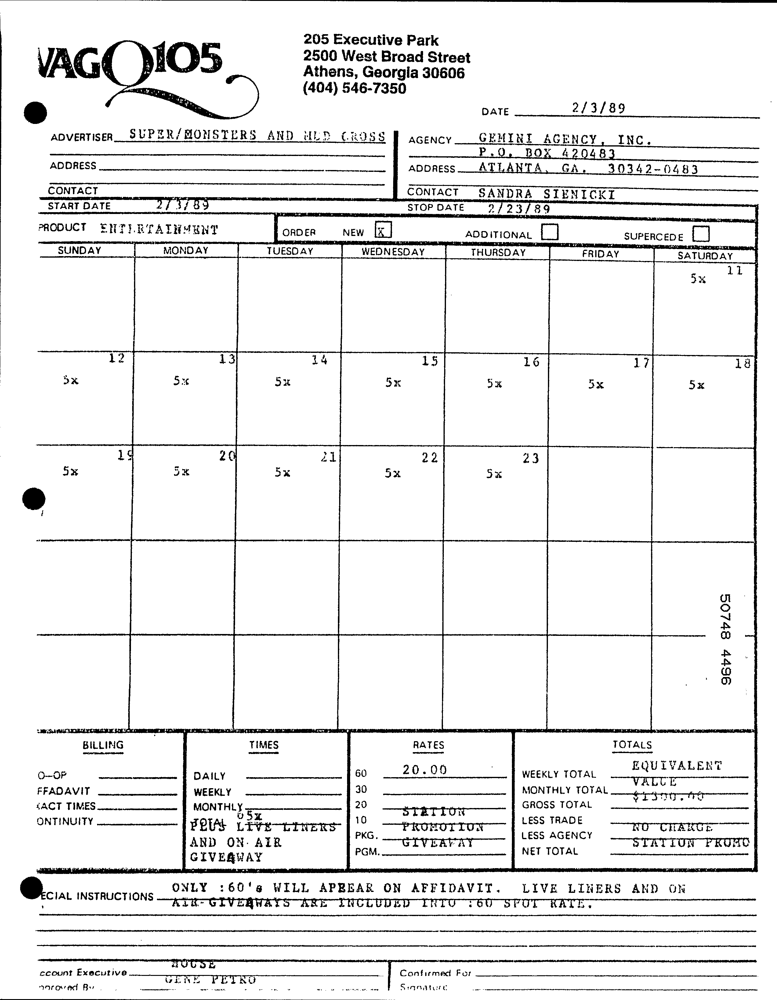 WAGQ105
205 Executive Park
2500 West Broad Street
Athens, Georgia 30606
(404) 546-7350
DATE 2/3/89
ADVERTISER SUPER/MONSTERS AND MUD CROSS
AGENCY GEMINI AGENCY, INC.
P.O. BOX 420483
ADDRESS
ADDRESS ATLANTA, GA. 30342-0483
CONTACT
CONTACT SANDRA SIENICKI
START DATE 2/3/89
STOP DATE 2/23/89
PRODUCT ENTERTAINMENT
ORDER NEW X ADDITIONAL SUPERCEDE
SUNDAY MONDAY TUESDAY WEDNESDAY THURSDAY FRIDAY SATURDAY
11
5x
12 13 14 15 16 17 18
5x 5x 5x 5x 5x 5x 5x
19 20 21 22 23
5x 5x 5x 5x 5x
50748 4496
BILLING
O-OP
FFADAVIT
ACT TIMES
ONTINUITY
TIMES
DAILY
WEEKLY
MONTHLY
TOTAL 65x
PLUS LIVE LINERS
AND ON-AIR
GIVEAWAY
RATES
60 20.00
30
20
10 STATION
PKG. PROMOTION
PGM. GIVEAWAY
TOTALS
EQUIVALENT
WEEKLY TOTAL VALUE
MONTHLY TOTAL $1300.00
GROSS TOTAL
LESS TRADE NO CHARGE
LESS AGENCY STATION PROMO
NET TOTAL
ECIAL INSTRUCTIONS ONLY :60's WILL APPEAR ON AFFIDAVIT. LIVE LINERS AND ON
AIR-GIVEAWAYS ARE INCLUDED INTO :60 SPOT RATE.
HOUSE
ccount Executive GENE PETRO
Confirmed For
pproved By
Signature